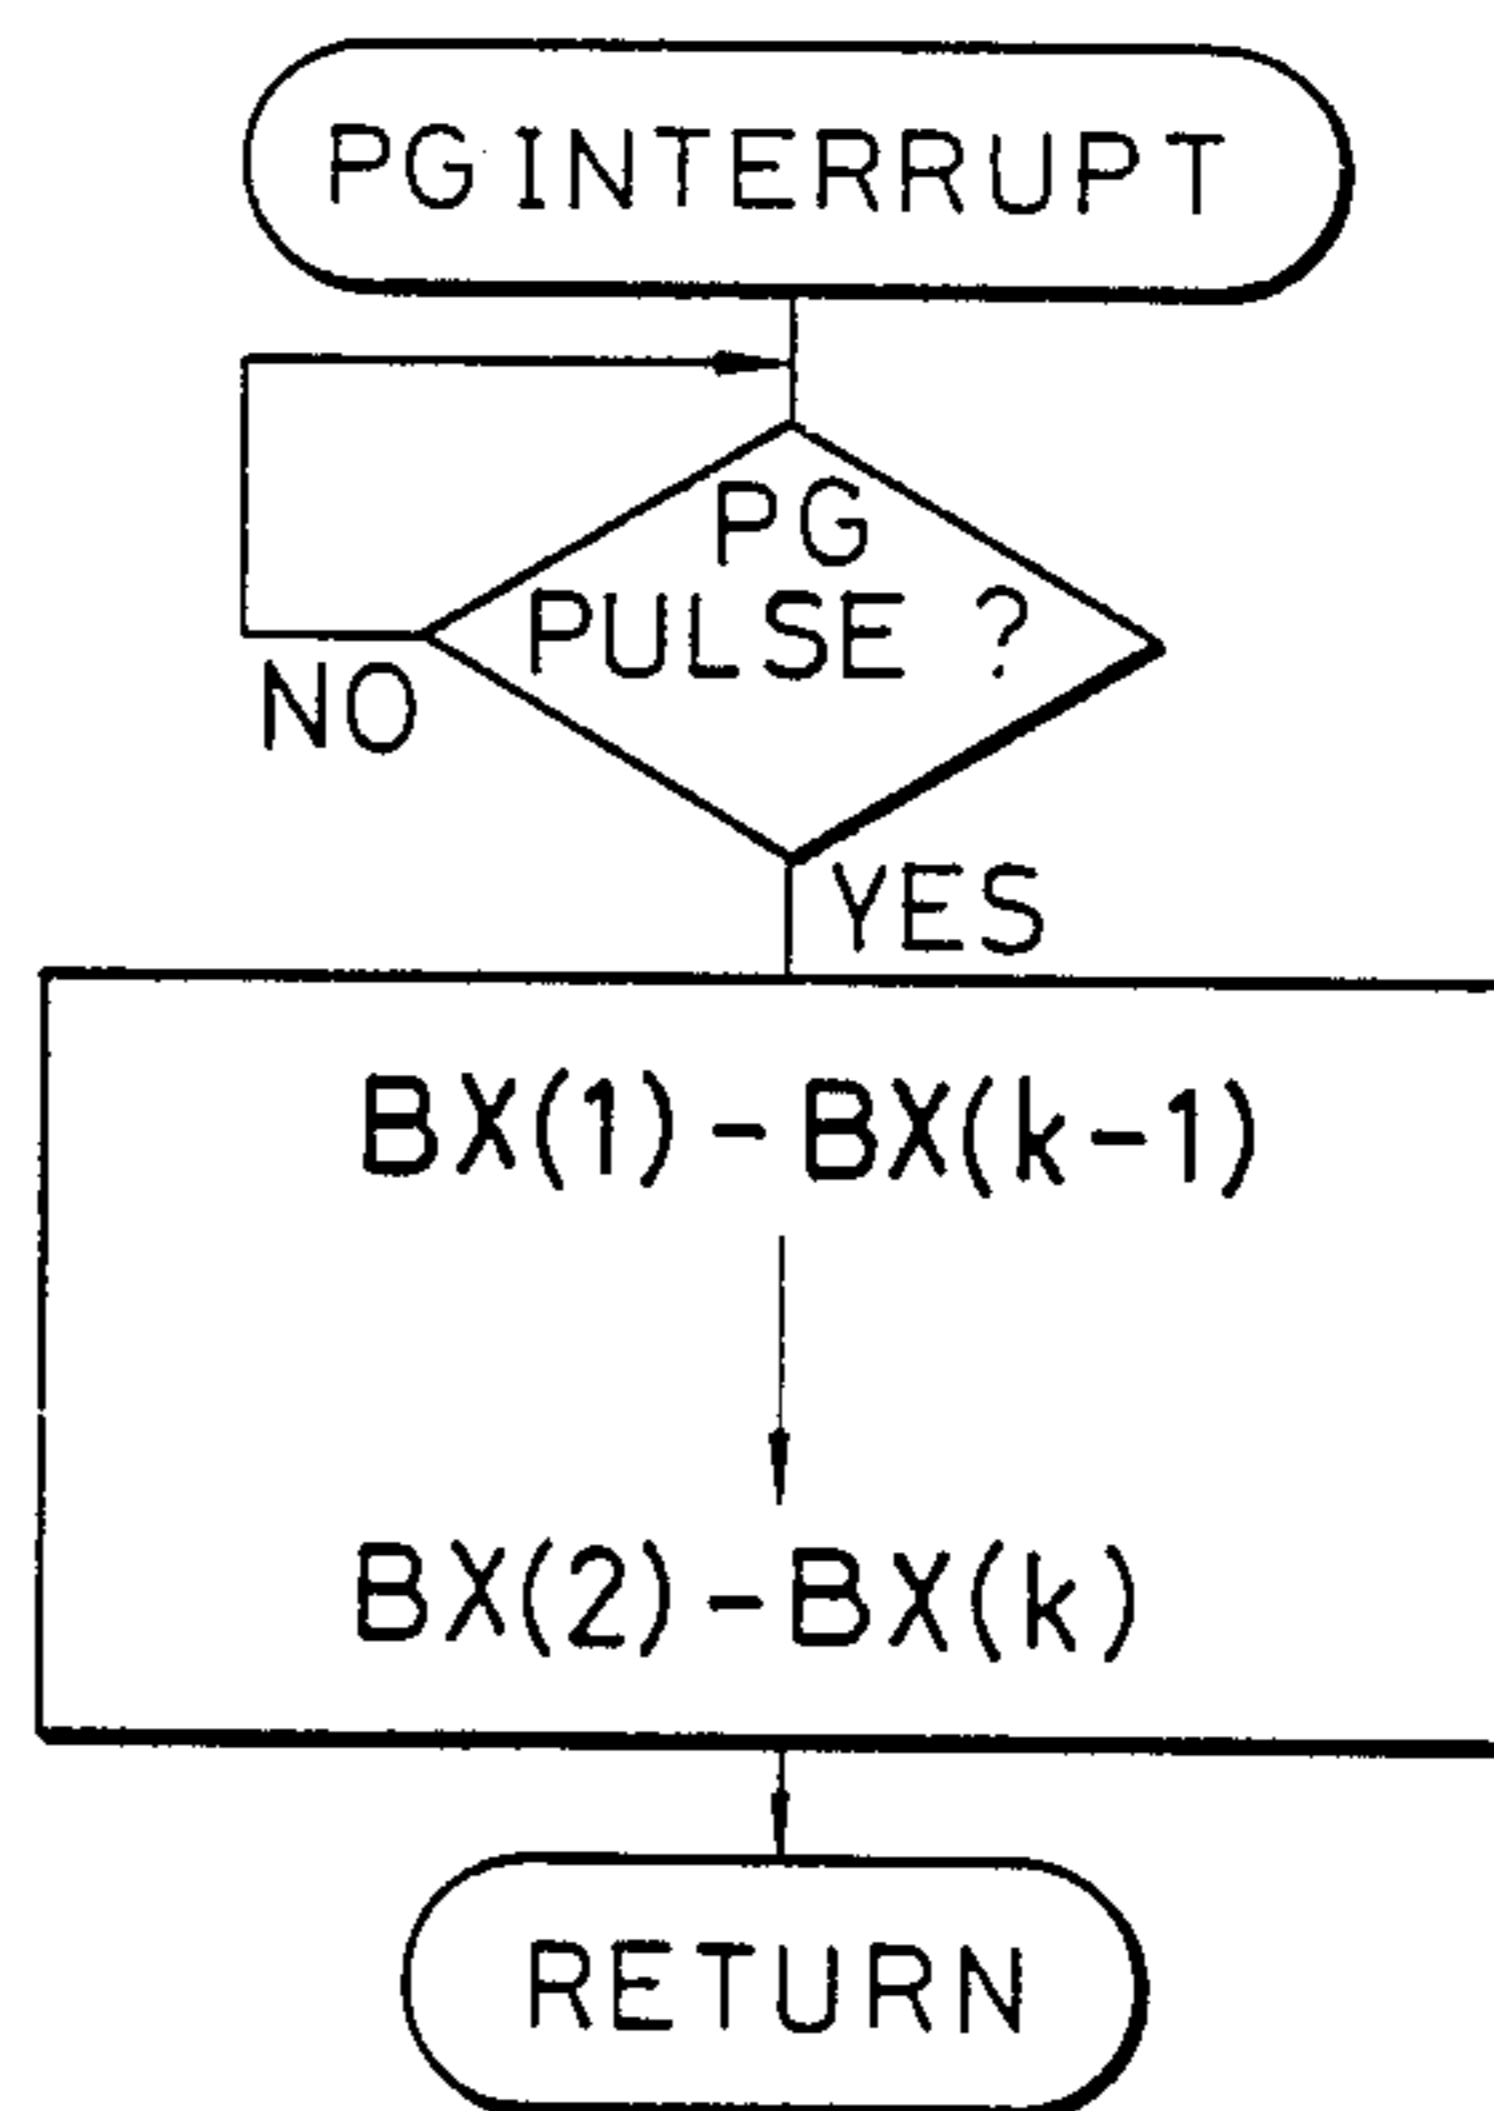 PG INTERRUPT
PG
PULSE ?
NO
YES
BX(1)-BX(k-1)
BX(2)-BX(k)
RETURN